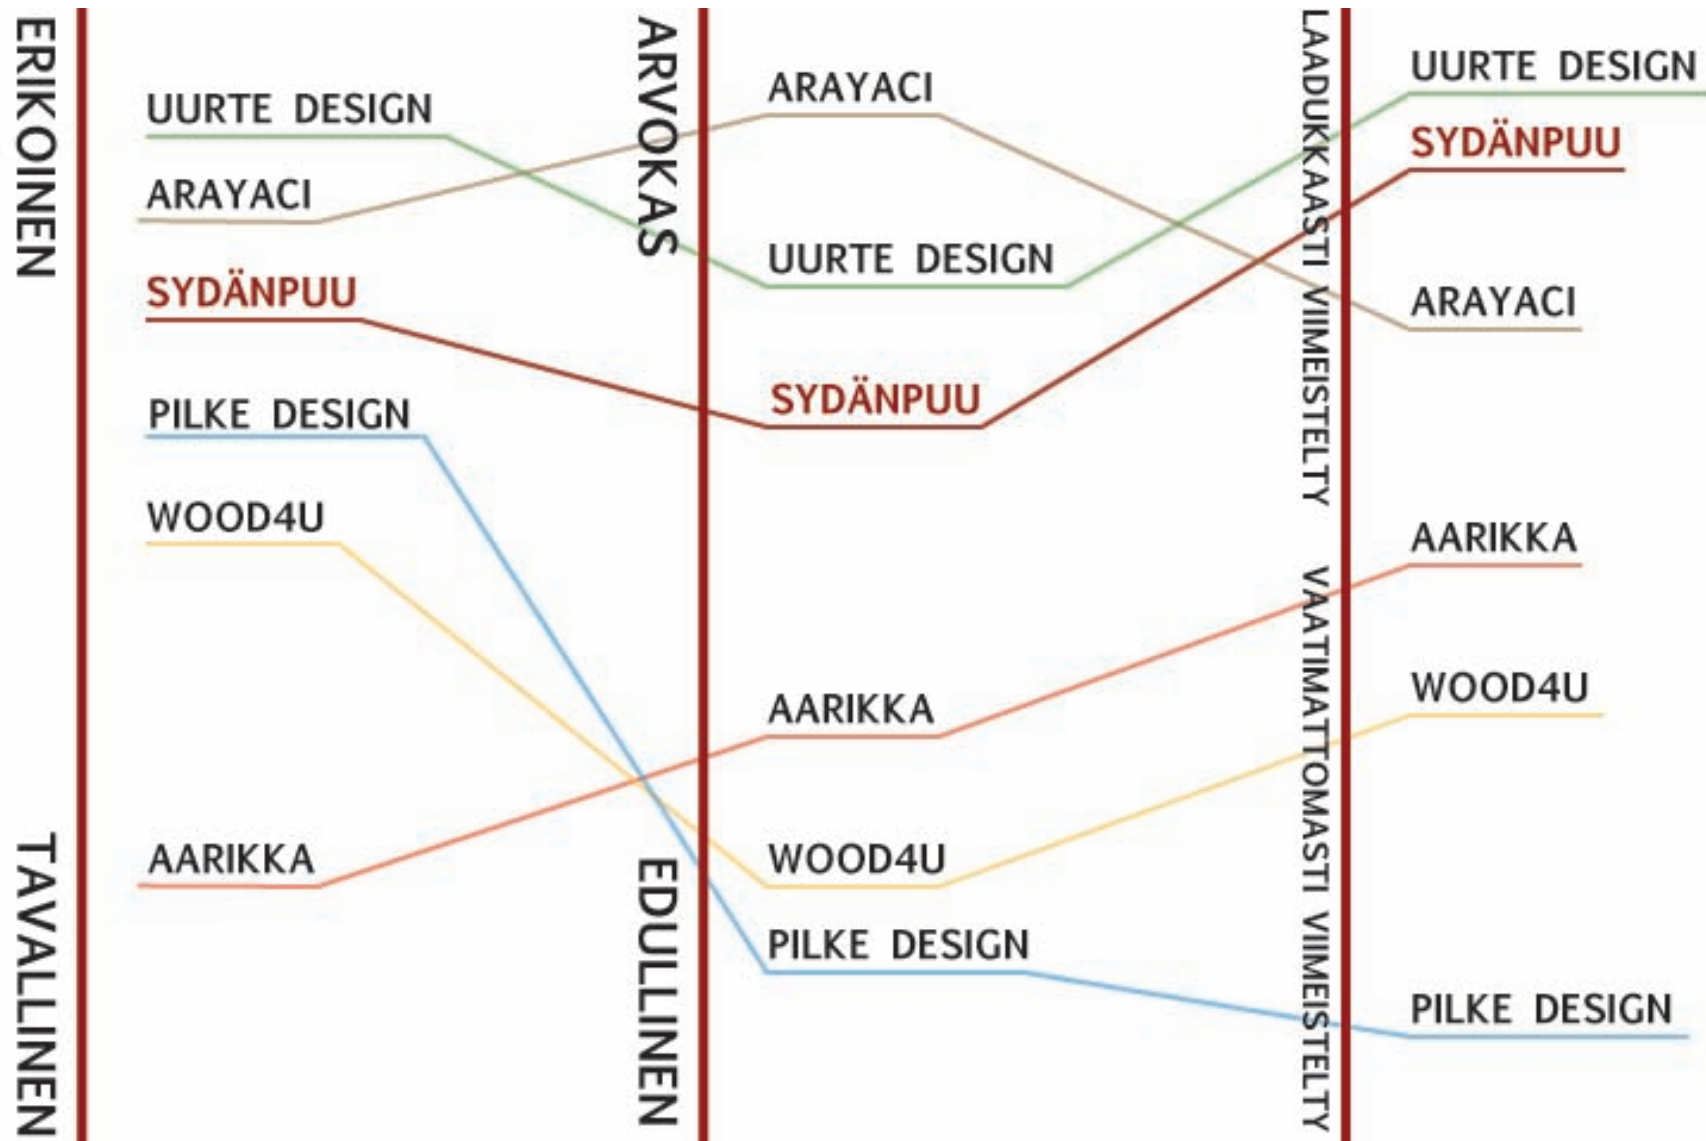 ERIKOINEN
TAVALLINEN
UURTE DESIGN
ARAYACI
SYDÄNPUU
PILKE DESIGN
WOOD4U
AARIKKA
ARVOKAS
EDULLINEN
ARAYACI
UURTE DESIGN
SYDÄNPUU
AARIKKA
WOOD4U
PILKE DESIGN
LAADUKKAASTI VIIMEISTELTY
VAATIMATTOMASTI VIIMEISTELTY
UURTE DESIGN
SYDÄNPUU
ARAYACI
AARIKKA
WOOD4U
PILKE DESIGN